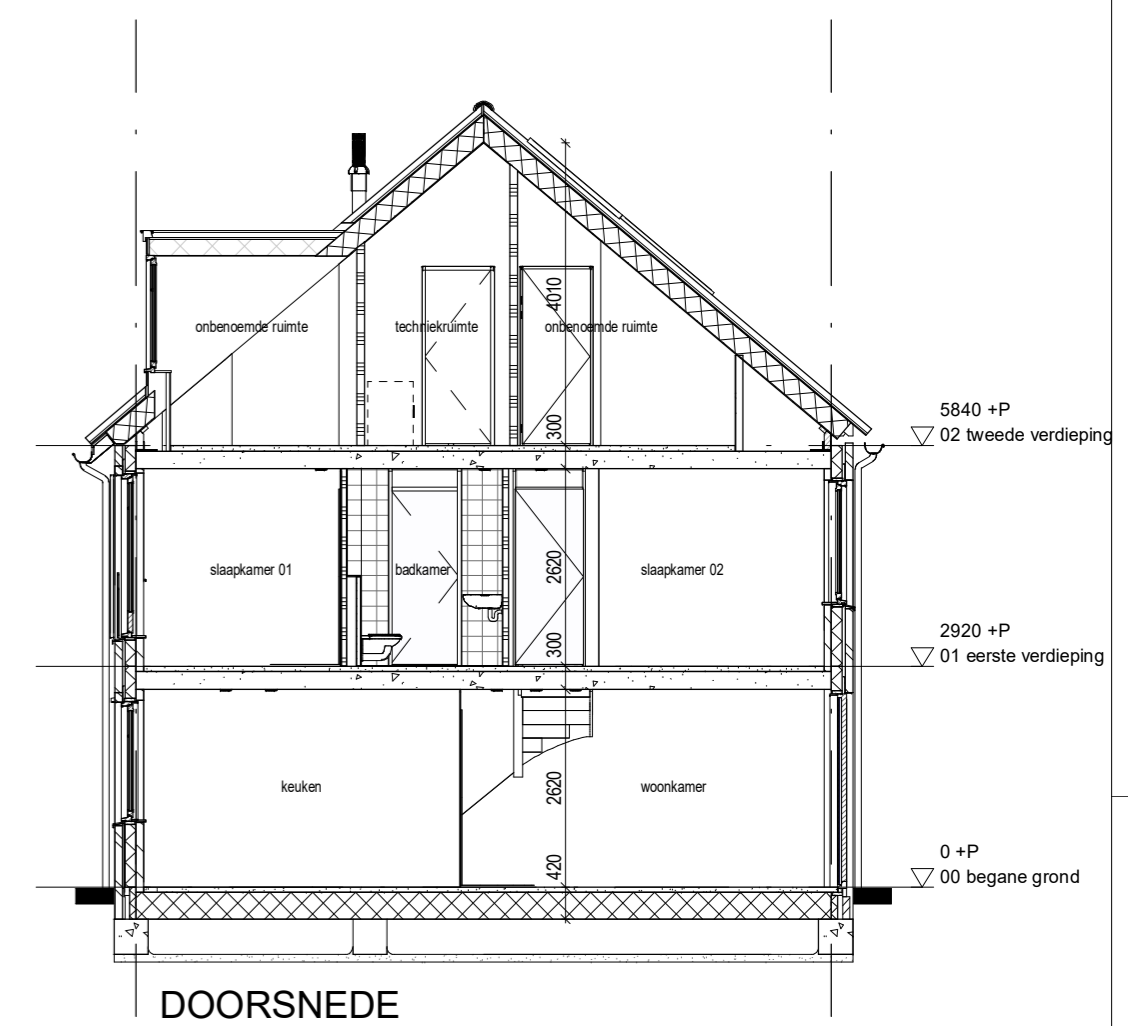 4010
onbenoemde ruimte
techniekruimte
onbenoemde ruimte
300
5840 +P
02 tweede verdieping
slaapkamer 01
badkamer
2620
slaapkamer 02
300
2920 +P
01 eerste verdieping
keuken
2620
woonkamer
420
0 +P
00 begane grond
DOORSNEDE